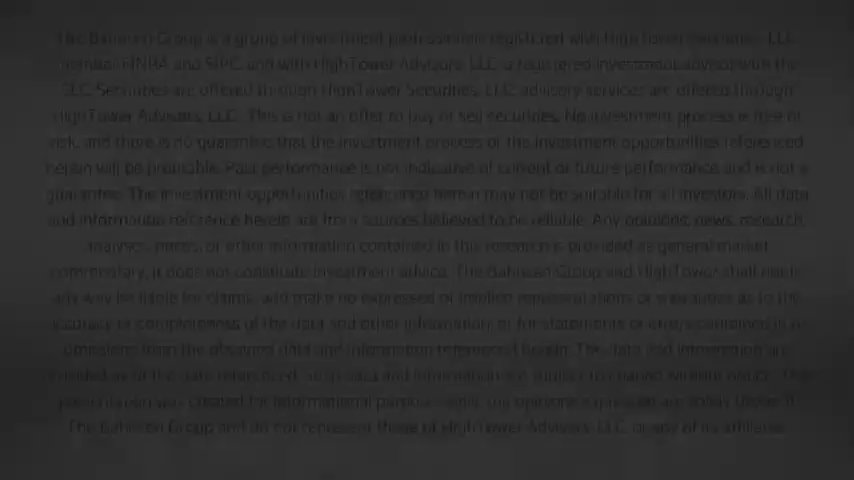 The Bahnsen Group is a group of investment professionals registered with HighTower Securities, LLC,
member FINRA and SIPC, and with HighTower Advisors, LLC, a registered investment advisor with the
SEC. Securities are offered through HighTower Securities, LLC; advisory services are offered through
HighTower Advisors, LLC. This is not an offer to buy or sell securities. No investment process is free of
risk, and there is no guarantee that the investment process or the investment opportunities referenced
herein will be profitable. Past performance is not indicative of current or future performance and is not a
guarantee. The investment opportunities referenced herein may not be suitable for all investors. All data
and information reference herein are from sources believed to be reliable. Any opinions, news, research,
analyses, prices, or other information contained in this research is provided as general market
commentary, it does not constitute investment advice. The Bahnsen Group and HighTower shall not in
any way be liable for claims, and make no expressed or implied representations or warranties as to the
accuracy or completeness of the data and other information, or for statements or errors contained in or
omissions from the obtained data and information referenced herein. The data and information are
provided as of the date referenced. Such data and information are subject to change without notice. This
was created for informational purposes only; the opinions expressed are solely those of
The Bahnsen Group and do not represent those of HighTower Advisors, LLC, or any of its affiliates.